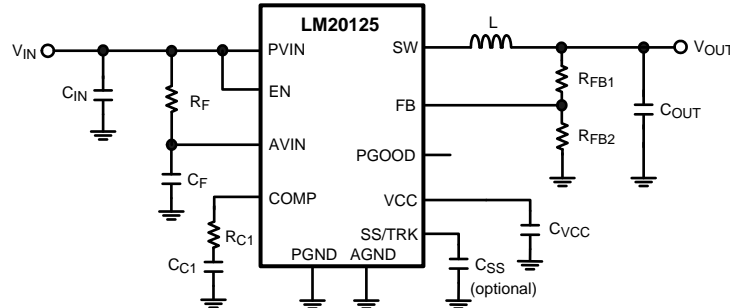 LM20125
VIN
PVIN
SW
L
VOUT
CIN
RF
EN
RFB1
COUT
FB
AVIN
RFB2
PGOOD
CF
COMP
VCC
RC1
SS/TRK
CVCC
CC1
PGND
AGND
CSS
(optional)